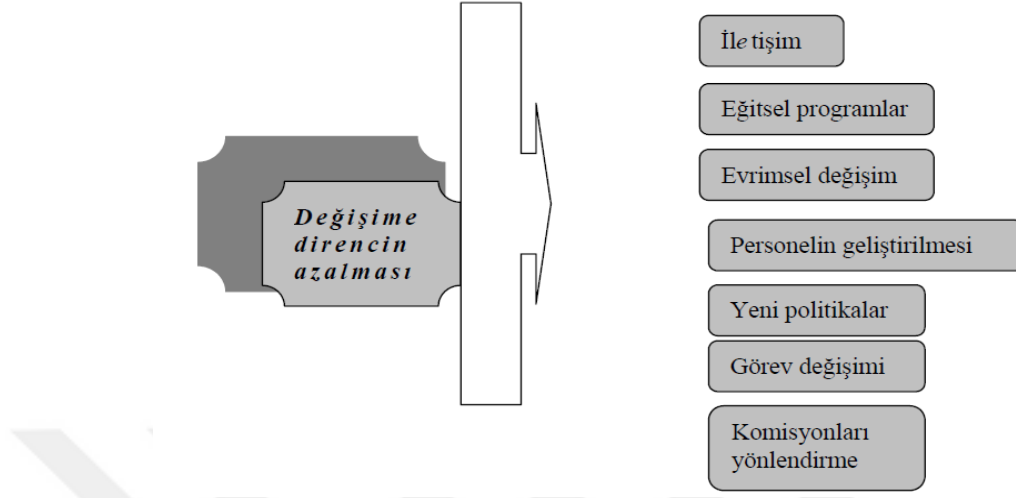 İletişim
Eğitsel programlar
Evrimsel değişim
Değişime
direncin
azalması
Personelin geliştirilmesi
Yeni politikalar
Görev değişimi
Komisyonları
yönlendirme